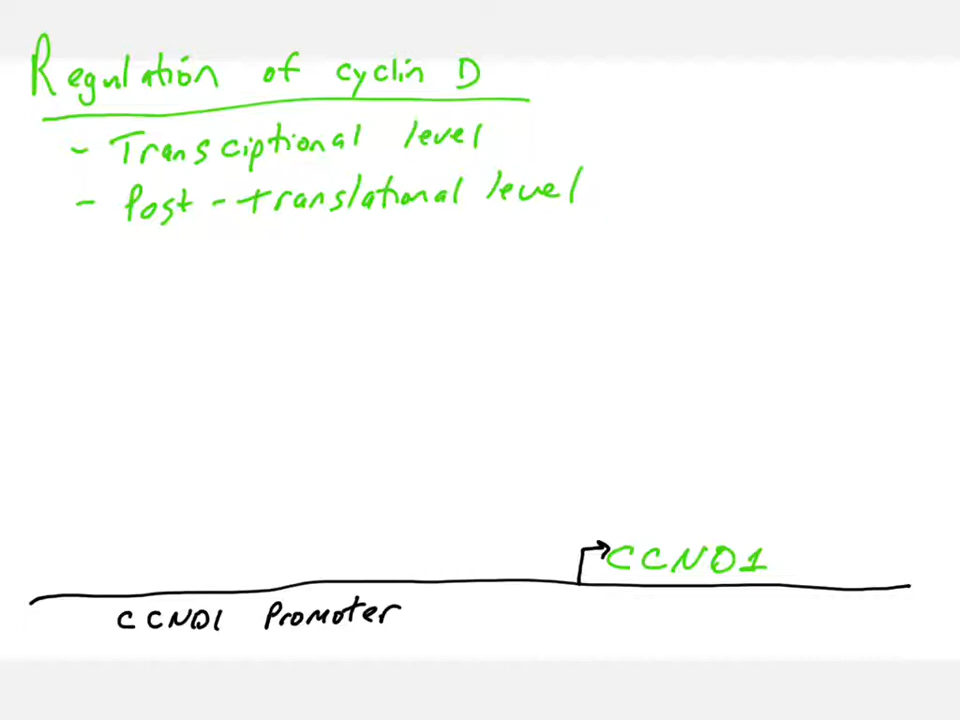 Regulation of cyclin D
- Transciptional level
- Post-translational level
CCND1
CCND1 Promoter